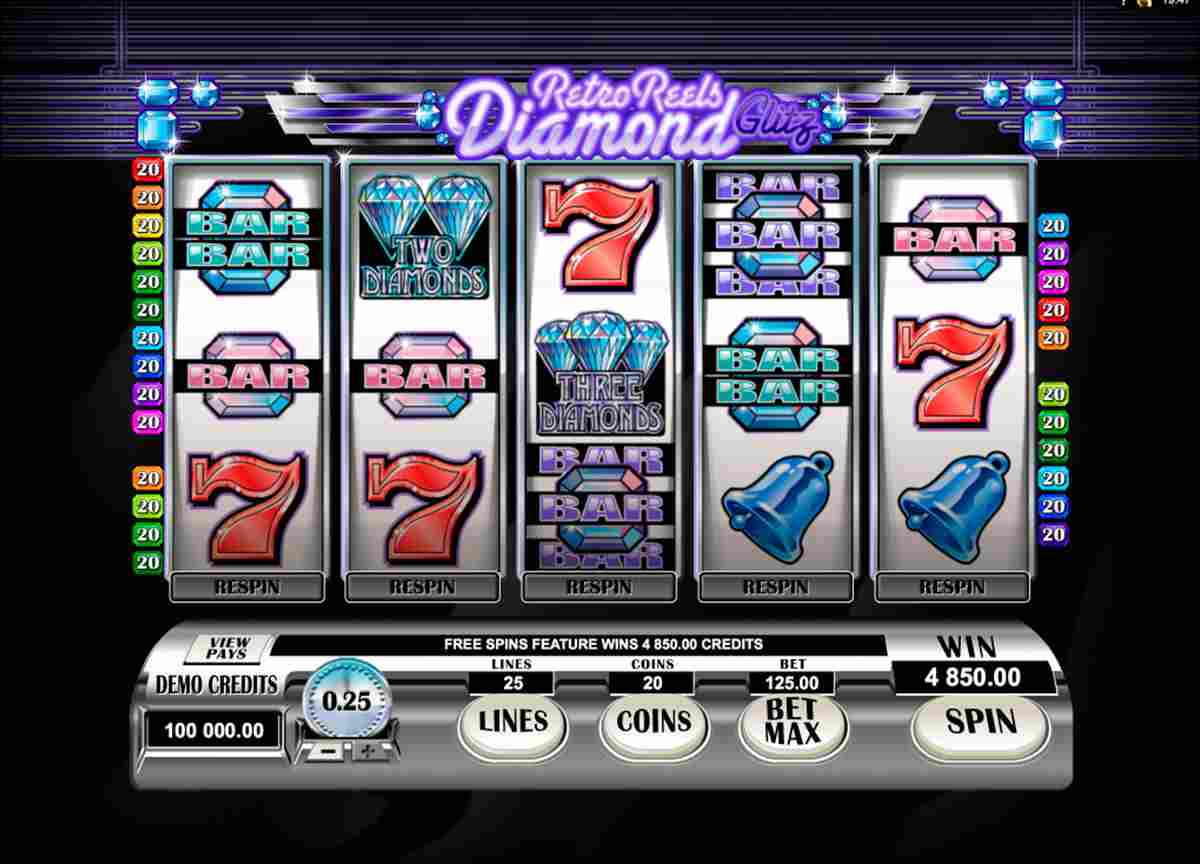 Retro Reels
Diamond Glitz
20
20
20
20
20
20
20
20
20
20
20
20
20
20
BAR
BAR
BAR
TWO
DIAMONDS
BAR
THREE
DIAMONDS
BAR
BAR
BAR
BAR
BAR
BAR
BAR
BAR
BAR
20
20
20
20
20
20
20
20
20
20
20
RESPIN RESPIN RESPIN RESPIN RESPIN
VIEW
PAYS
FREE SPINS FEATURE WINS 4 850.00 CREDITS
WIN
4 850.00
DEMO CREDITS
100 000.00
0.25
- +
LINES COINS BET
25 20 125.00
LINES COINS BET
MAX
SPIN